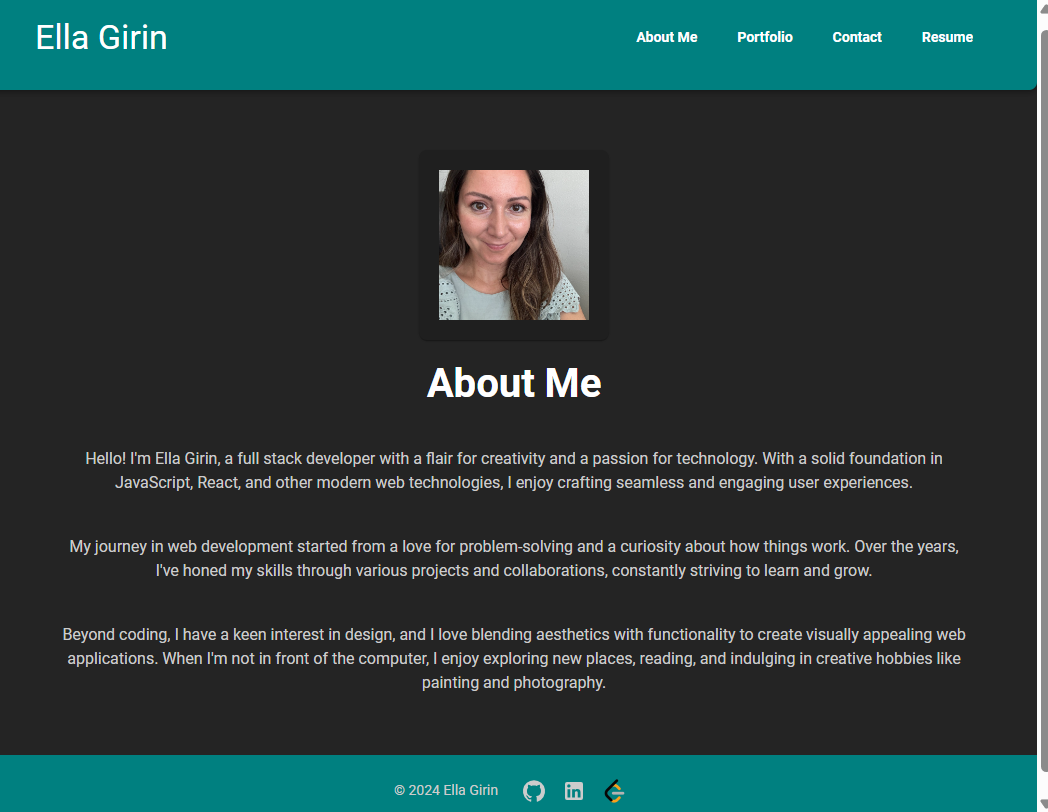 Ella Girin
About Me Portfolio Contact Resume
About Me
Hello! I'm Ella Girin, a full stack developer with a flair for creativity and a passion for technology. With a solid foundation in
JavaScript, React, and other modern web technologies, I enjoy crafting seamless and engaging user experiences.
My journey in web development started from a love for problem-solving and a curiosity about how things work. Over the years,
I've honed my skills through various projects and collaborations, constantly striving to learn and grow.
Beyond coding, I have a keen interest in design, and I love blending aesthetics with functionality to create visually appealing web
applications. When I'm not in front of the computer, I enjoy exploring new places, reading, and indulging in creative hobbies like
painting and photography.
© 2024 Ella Girin